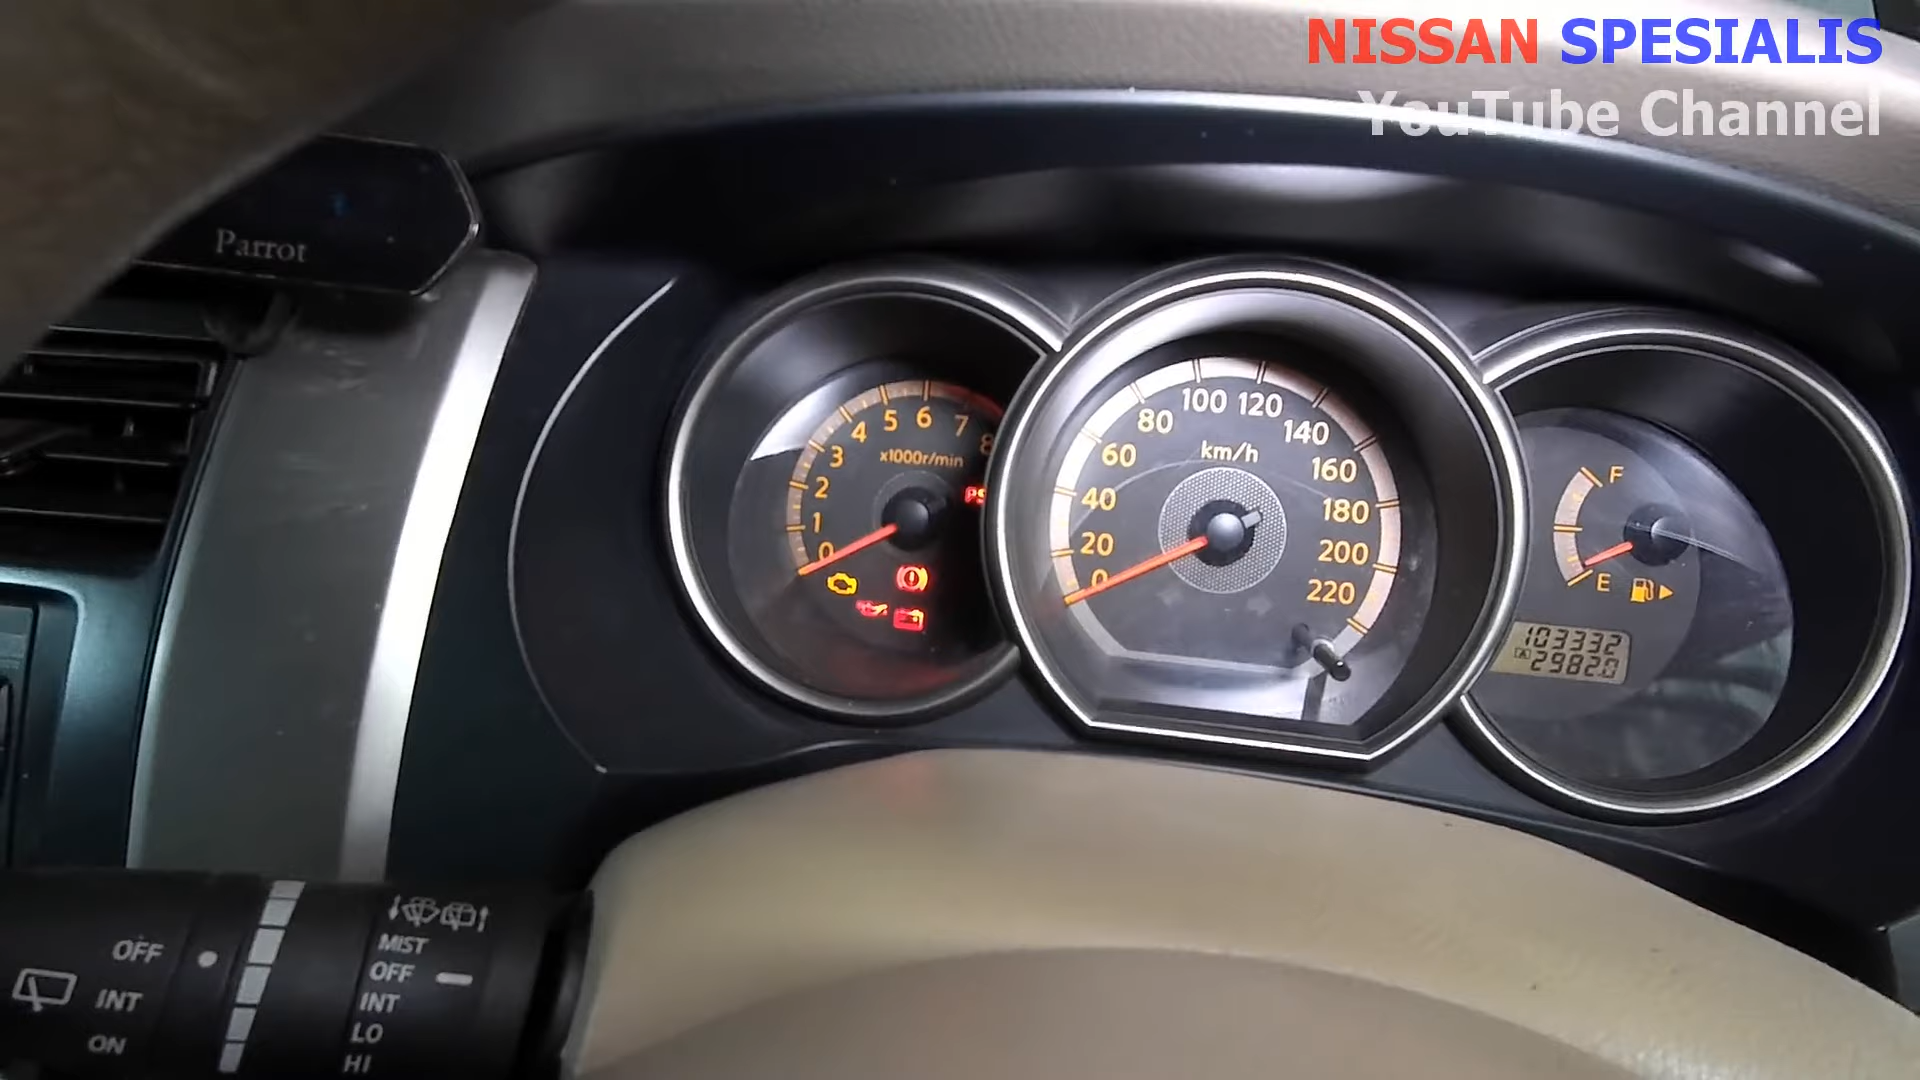 NISSAN SPESIALIS
YouTube Channel
Parrot
0 1 2 3 4 5 6 7 8
x1000r/min
PS
0 20 40 60 80 100 120 140 160 180 200 220
km/h
F
E
103332
A
2982.0
OFF
INT
ON
MIST
OFF
INT
LO
HI